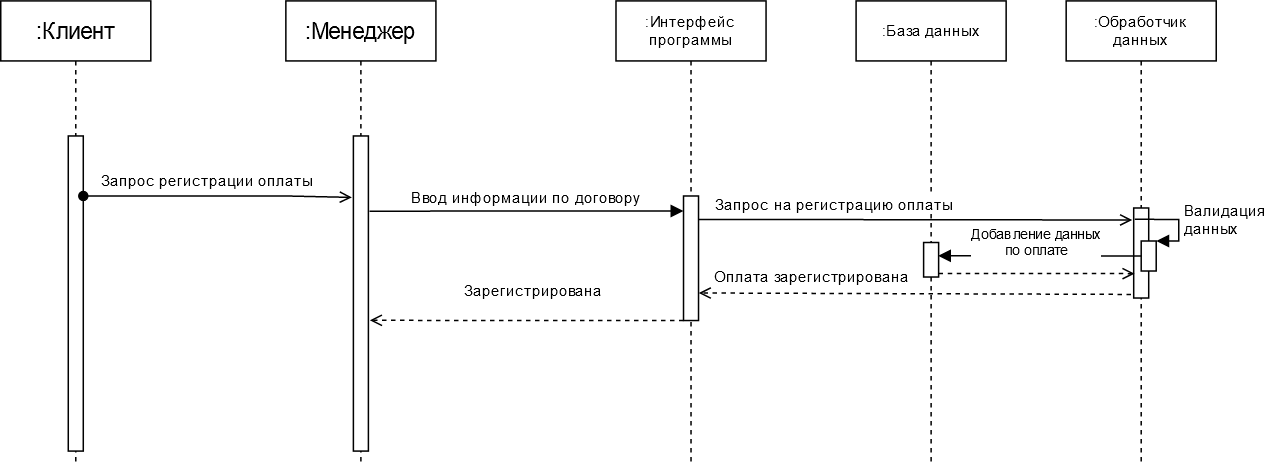 :Клиент
:Менеджер
:Интерфейс
программы
:База данных
:Обработчик
данных
Запрос регистрации оплаты
Ввод информации по договору
Запрос на регистрацию оплаты
Валидация
данных
Добавление данных
по оплате
Оплата зарегистрирована
Зарегистрирована